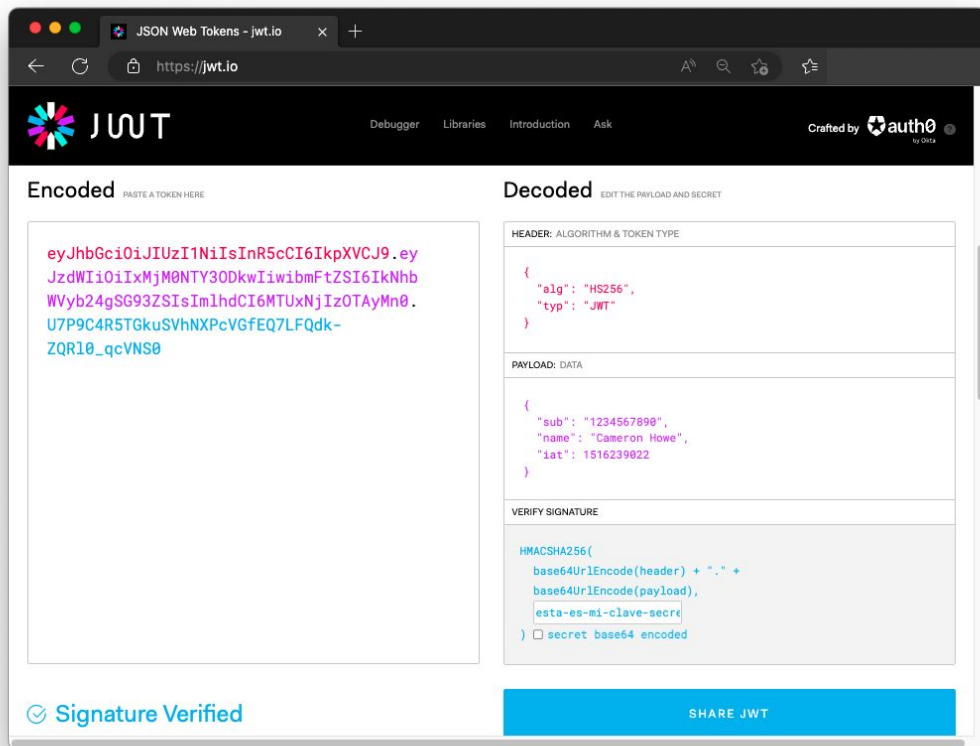 JSON Web Tokens - jwt.io
https://jwt.io
JWT
Debugger Libraries Introduction Ask
Crafted by auth0
by Okta
Encoded PASTE A TOKEN HERE
eyJhbGciOiJIUzI1NiIsInR5cCI6IkpXVCJ9.ey
JzdWIiOiIxMjM0NTY3ODkwIiwibmFtZSI6IkNhb
WVyb24gSG93ZSIsImlhdCI6MTUxNjIzOTAyMn0.
U7P9C4R5TGkuSVhNXPcVGfEQ7LFQdk-
ZQRl0_qcVNS0
Decoded EDIT THE PAYLOAD AND SECRET
HEADER: ALGORITHM & TOKEN TYPE
{
"alg": "HS256",
"typ": "JWT"
}
PAYLOAD: DATA
{
"sub": "1234567890",
"name": "Cameron Howe",
"iat": 1516239022
}
VERIFY SIGNATURE
HMACSHA256(
base64UrlEncode(header) + "." +
base64UrlEncode(payload),
esta-es-mi-clave-secre
) secret base64 encoded
Signature Verified
SHARE JWT